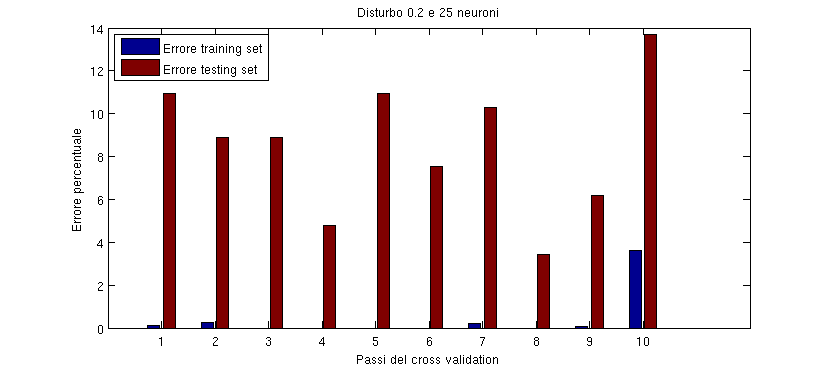 Disturbo 0.2 e 25 neuroni
Errore training set
Errore testing set
Errore percentuale
14
12
10
8
6
4
2
0
1 2 3 4 5 6 7 8 9 10
Passi del cross validation